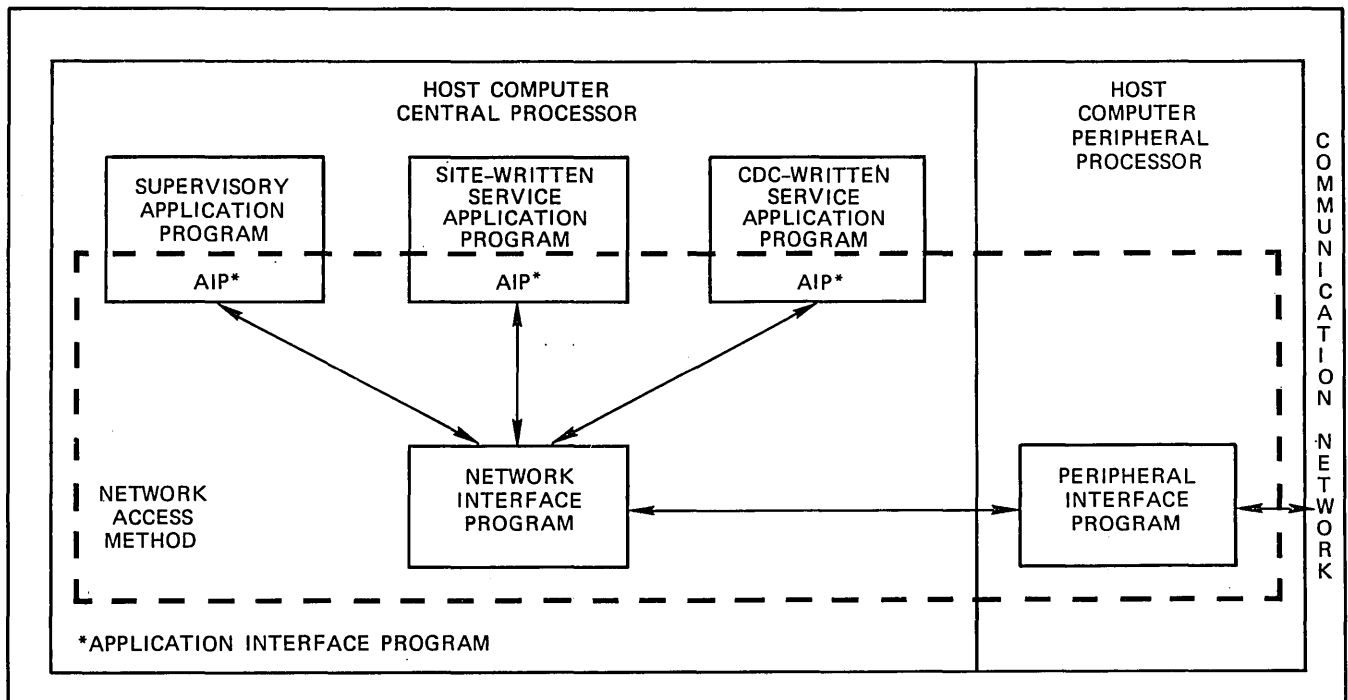 HOST COMPUTER
CENTRAL PROCESSOR
HOST
COMPUTER
PERIPHERAL
PROCESSOR
SUPERVISORY
APPLICATION
PROGRAM
AIP*
SITE-WRITTEN
SERVICE
APPLICATION
PROGRAM
AIP*
CDC-WRITTEN
SERVICE
APPLICATION
PROGRAM
AIP*
NETWORK
ACCESS
METHOD
NETWORK
INTERFACE
PROGRAM
PERIPHERAL
INTERFACE
PROGRAM
COMMUNICATION NETWORK
*APPLICATION INTERFACE PROGRAM